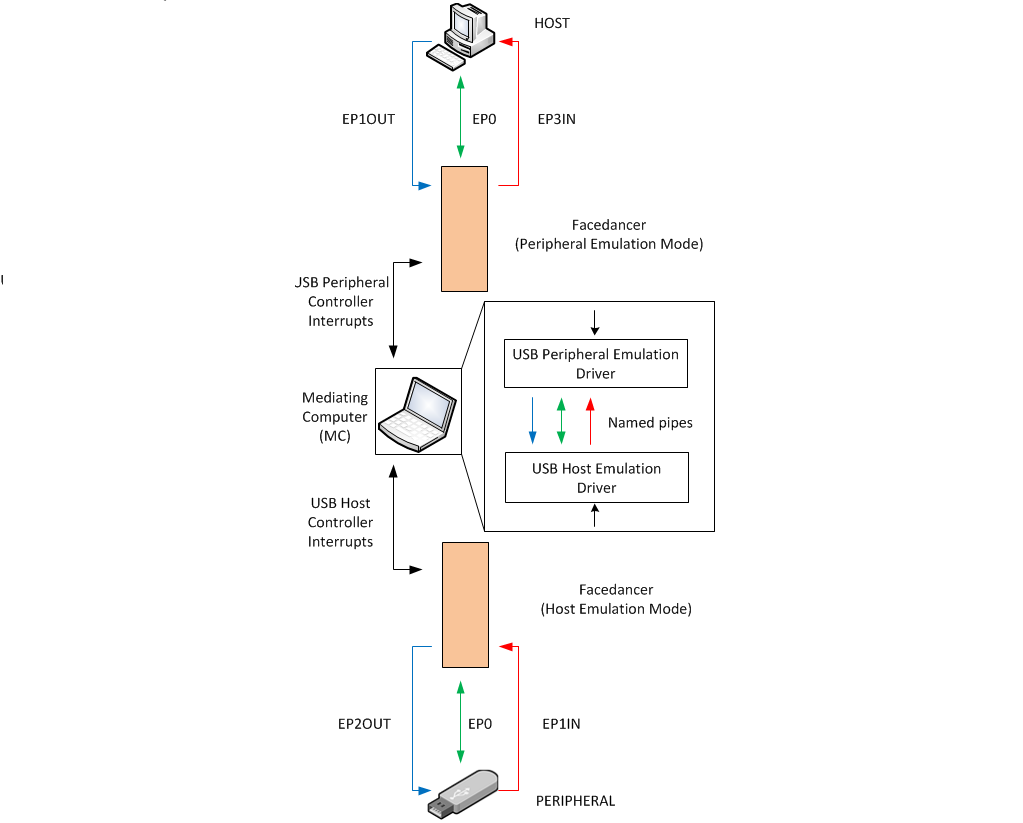 HOST
EP1OUT
EP0
EP3IN
Facedancer
(Peripheral Emulation Mode)
JSB Peripheral
Controller
Interrupts
USB Peripheral Emulation
Driver
Mediating
Computer
(MC)
Named pipes
USB Host Emulation
Driver
USB Host
Controller
Interrupts
Facedancer
(Host Emulation Mode)
EP2OUT
EP0
EP1IN
PERIPHERAL